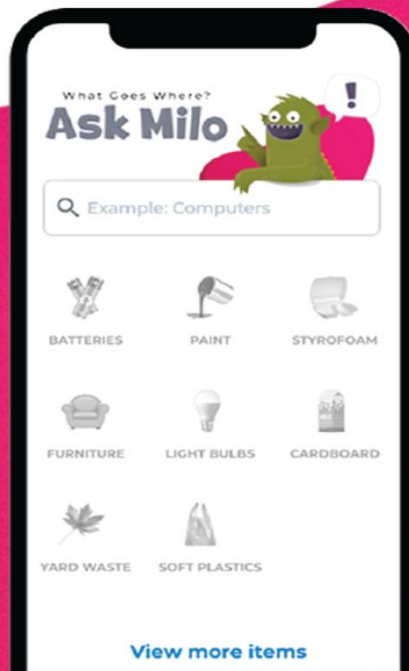 What Goes Where?
Ask Milo
!
Example: Computers
BATTERIES
PAINT
STYROFOAM
FURNITURE
LIGHT BULBS
CARDBOARD
YARD WASTE
SOFT PLASTICS
View more items